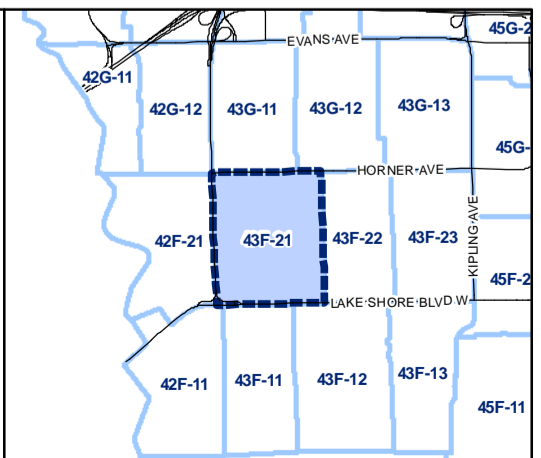 45G-2
EVANS AVE
42G-11
42G-12
43G-11
43G-12
43G-13
45G-
HORNER AVE
KIPLING AVE
42F-21
43F-21
43F-22
43F-23
45F-2
LAKE SHORE BLVD W
42F-11
43F-11
43F-12
43F-13
45F-11